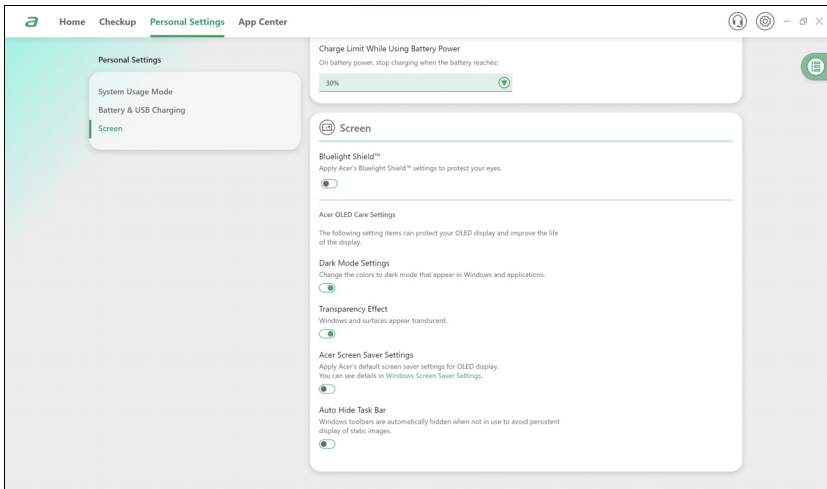 a
Home
Checkup
Personal Settings
App Center
Personal Settings
System Usage Mode
Battery & USB Charging
Screen
Charge Limit While Using Battery Power
On battery power, stop charging when the battery reaches:
30%
Screen
Bluelight Shield™
Apply Acer's Bluelight Shield™ settings to protect your eyes.
Acer OLED Care Settings
The following setting items can protect your OLED display and improve the life
of the display.
Dark Mode Settings
Change the colors to dark mode that appear in Windows and applications.
Transparency Effect
Windows and surfaces appear translucent.
Acer Screen Saver Settings
Apply Acer's default screen saver settings for OLED display.
You can see details in Windows Screen Saver Settings..
Auto Hide Task Bar
Windows toolbars are automatically hidden when not in use to avoid persistent
display of static images.